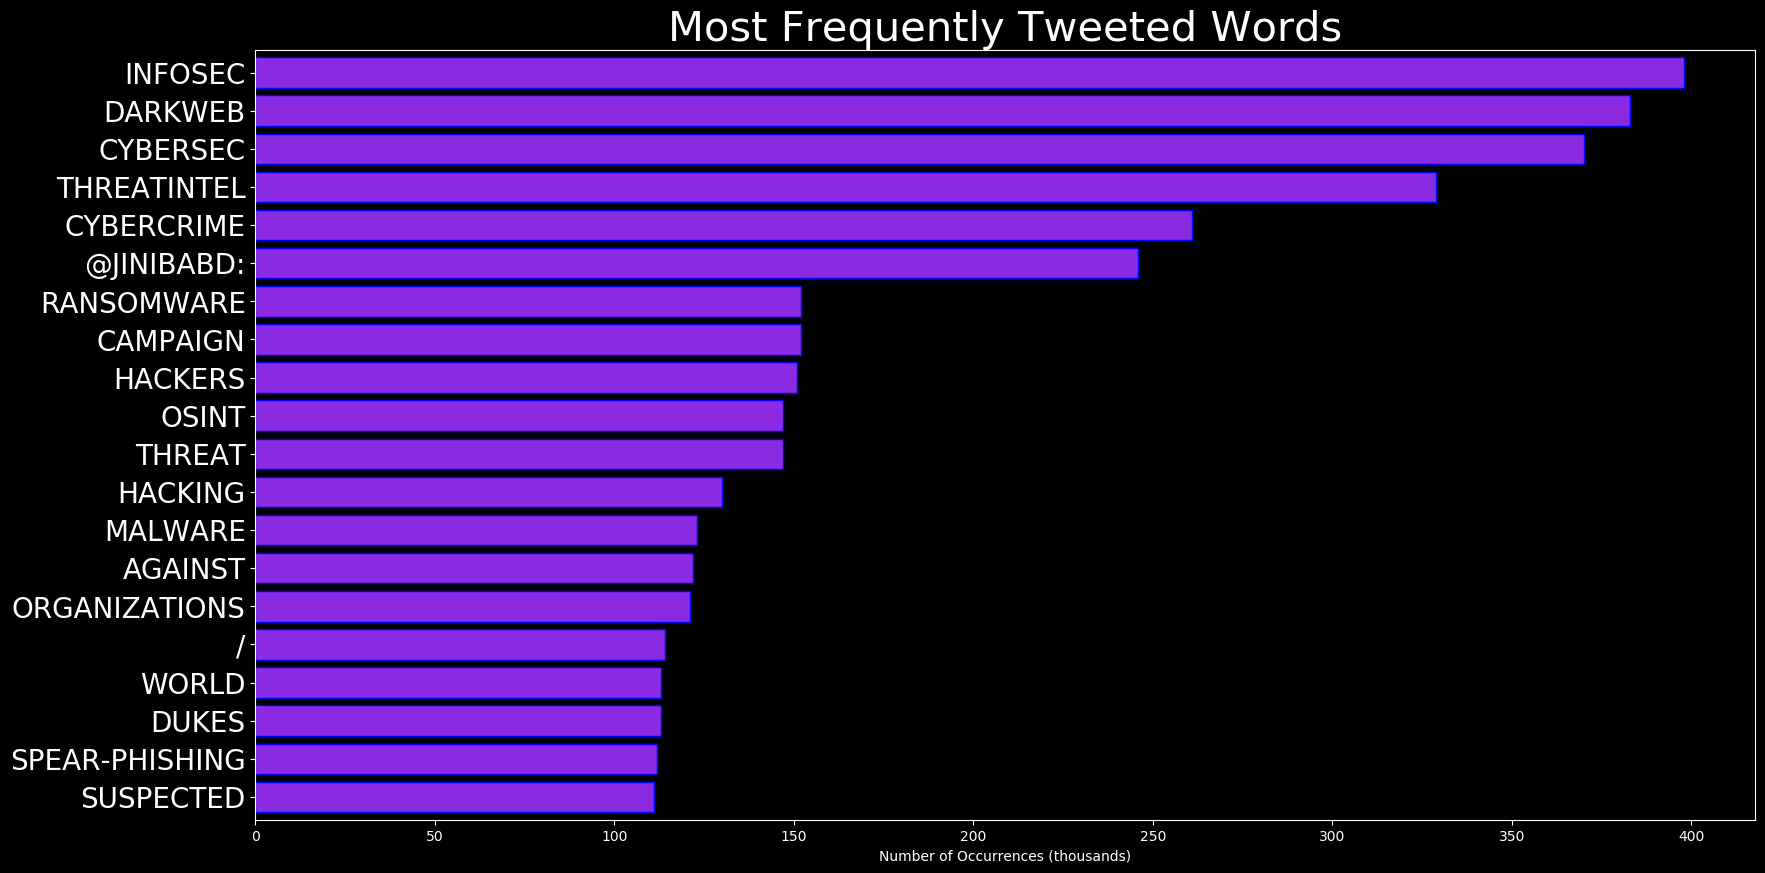 Most Frequently Tweeted Words
INFOSEC
DARKWEB
CYBERSEC
THREATINTEL
CYBERCRIME
@JINIBABD:
RANSOMWARE
CAMPAIGN
HACKERS
OSINT
THREAT
HACKING
MALWARE
AGAINST
ORGANIZATIONS
/
WORLD
DUKES
SPEAR-PHISHING
SUSPECTED
0 50 100 150 200 250 300 350 400
Number of Occurrences (thousands)